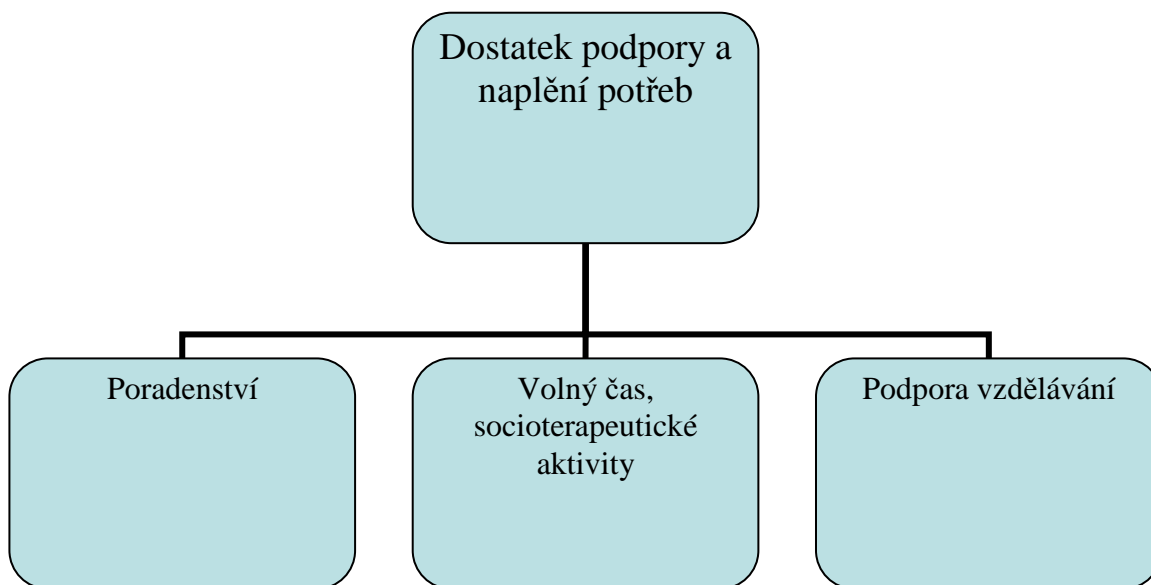 Dostatek podpory a
naplění potřeb
Poradenství
Volný čas,
socioterapeutické
aktivity
Podpora vzdělávání